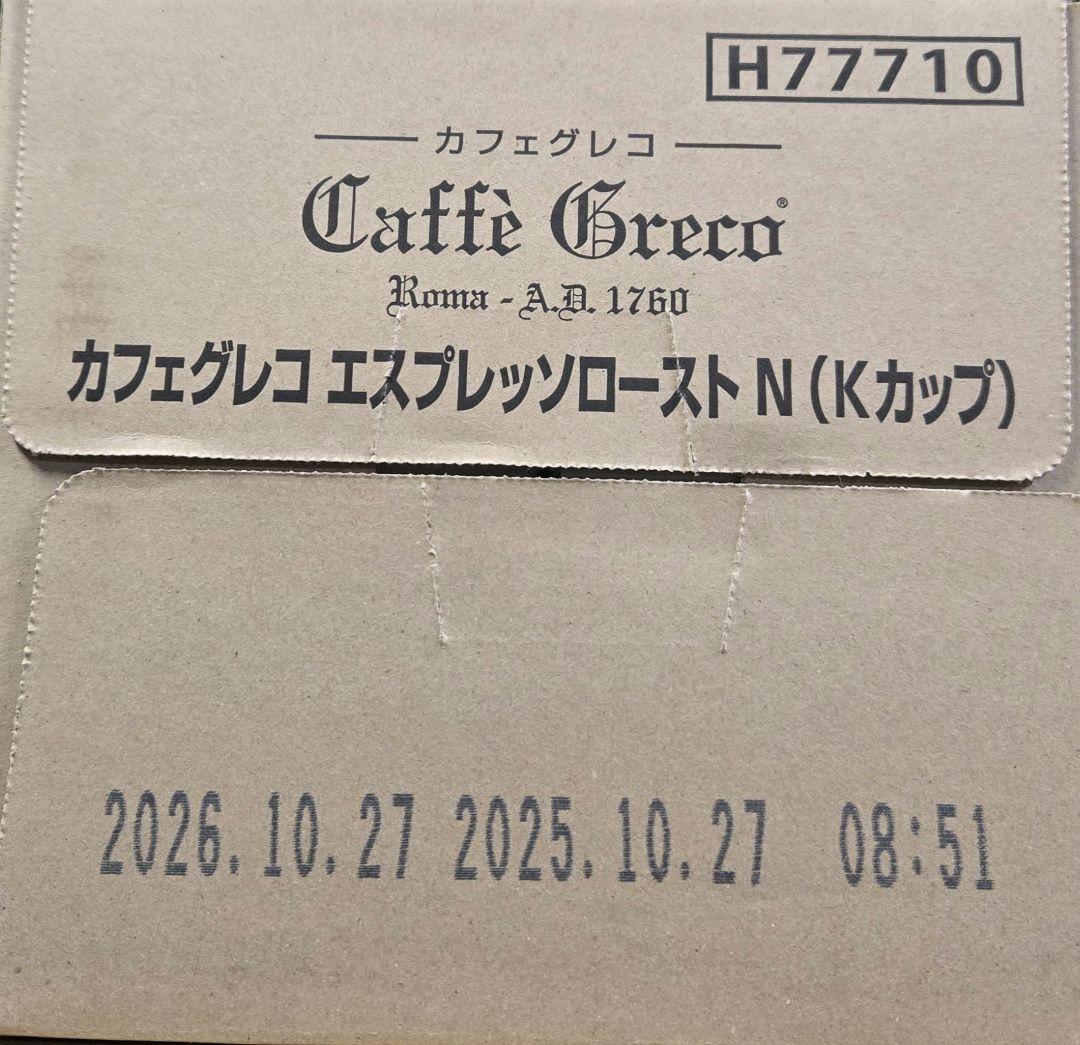 H77710
カフェグレコ
Caffè Greco®
Roma - A.D. 1760
カフェグレコ エスプレッソロースト N (Kカップ)
2026.10.27 2025.10.27 08:51